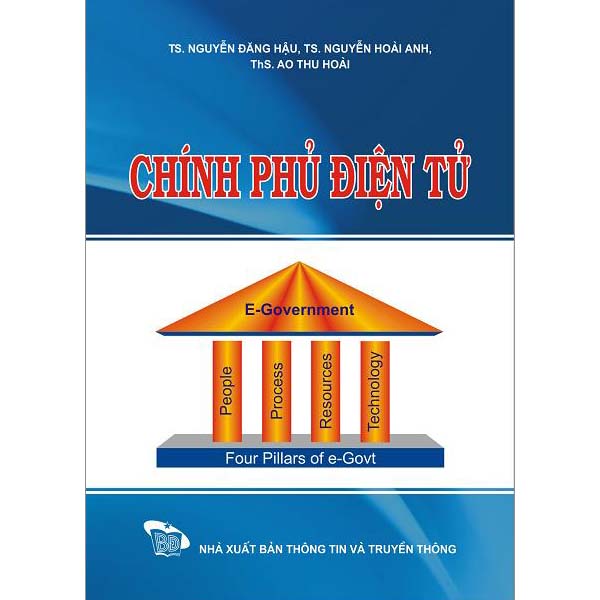 TS. NGUYỄN ĐĂNG HẬU, TS. NGUYỄN HOÀI ANH,
ThS. AO THU HOÀI
CHÍNH PHỦ ĐIỆN TỬ
E-Government
People
Process
Resources
Technology
Four Pillars of e-Govt
BĐ
NHÀ XUẤT BẢN THÔNG TIN VÀ TRUYỀN THÔNG